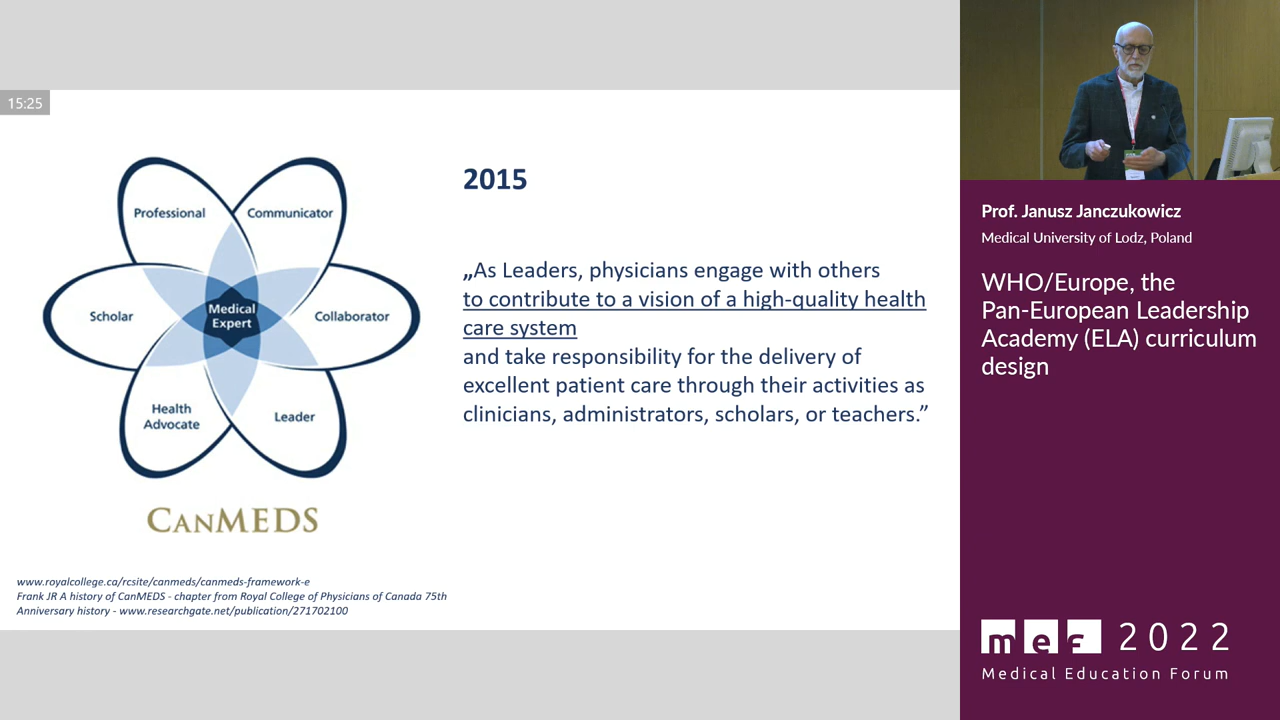 15:25
Professional
Communicator
Scholar
Medical
Expert
Collaborator
Health
Advocate
Leader
CANMEDS
2015
„As Leaders, physicians engage with others
to contribute to a vision of a high-quality health
care system
and take responsibility for the delivery of
excellent patient care through their activities as
clinicians, administrators, scholars, or teachers.”
www.royalcollege.ca/rcsite/canmeds/canmeds-framework-e
Frank JR A history of CanMEDS - chapter from Royal College of Physicians of Canada 75th
Anniversary history - www.researchgate.net/publication/271702100
Prof. Janusz Janczukowicz
Medical University of Lodz, Poland
WHO/Europe, the
Pan-European Leadership
Academy (ELA) curriculum
design
mef 2022
Medical Education Forum